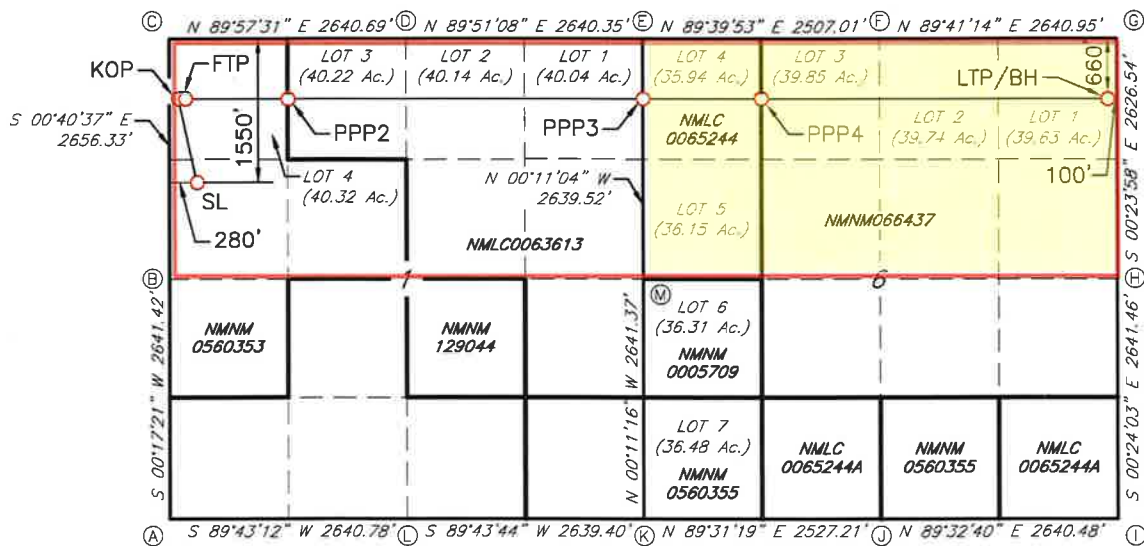 C N 89°57'31" E 2640.69' D N 89°51'08" E 2640.35' E N 89°39'53" E 2507.01' F N 89°41'14" E 2640.95' G
LOT 3
(40.22 Ac.)
LOT 2
(40.14 Ac.)
LOT 1
(40.04 Ac.)
LOT 4
(35.94 Ac.)
LOT 3
(39.85 Ac.)
660'
KOP
FTP
LTP/BH
S 00°40'37" E
2656.33'
1550'
PPP2
PPP3
NMLC
0065244
PPP4
LOT 2
(39.74 Ac.)
LOT 1
(39.63 Ac.)
S 00°23'58" E 2626.54'
100'
LOT 4
(40.32 Ac.)
N 00°11'04" W
2639.52'
SL
280'
NMLC0063613
LOT 5
(36.15 Ac.)
NMNM066437
B
1
6
H
S 00°17'21" W 2641.42'
NMNM
0560353
NMNM
129044
N 00°11'16" W 2641.37'
M
LOT 6
(36.31 Ac.)
NMNM
0005709
S 00°24'03" E 2641.46'
LOT 7
(36.48 Ac.)
NMNM
0560355
NMLC
0065244A
NMNM
0560355
NMLC
0065244A
A S 89°43'12" W 2640.78' L S 89°43'44" W 2639.40' K N 89°31'19" E 2527.21' J N 89°32'40" E 2640.48' I